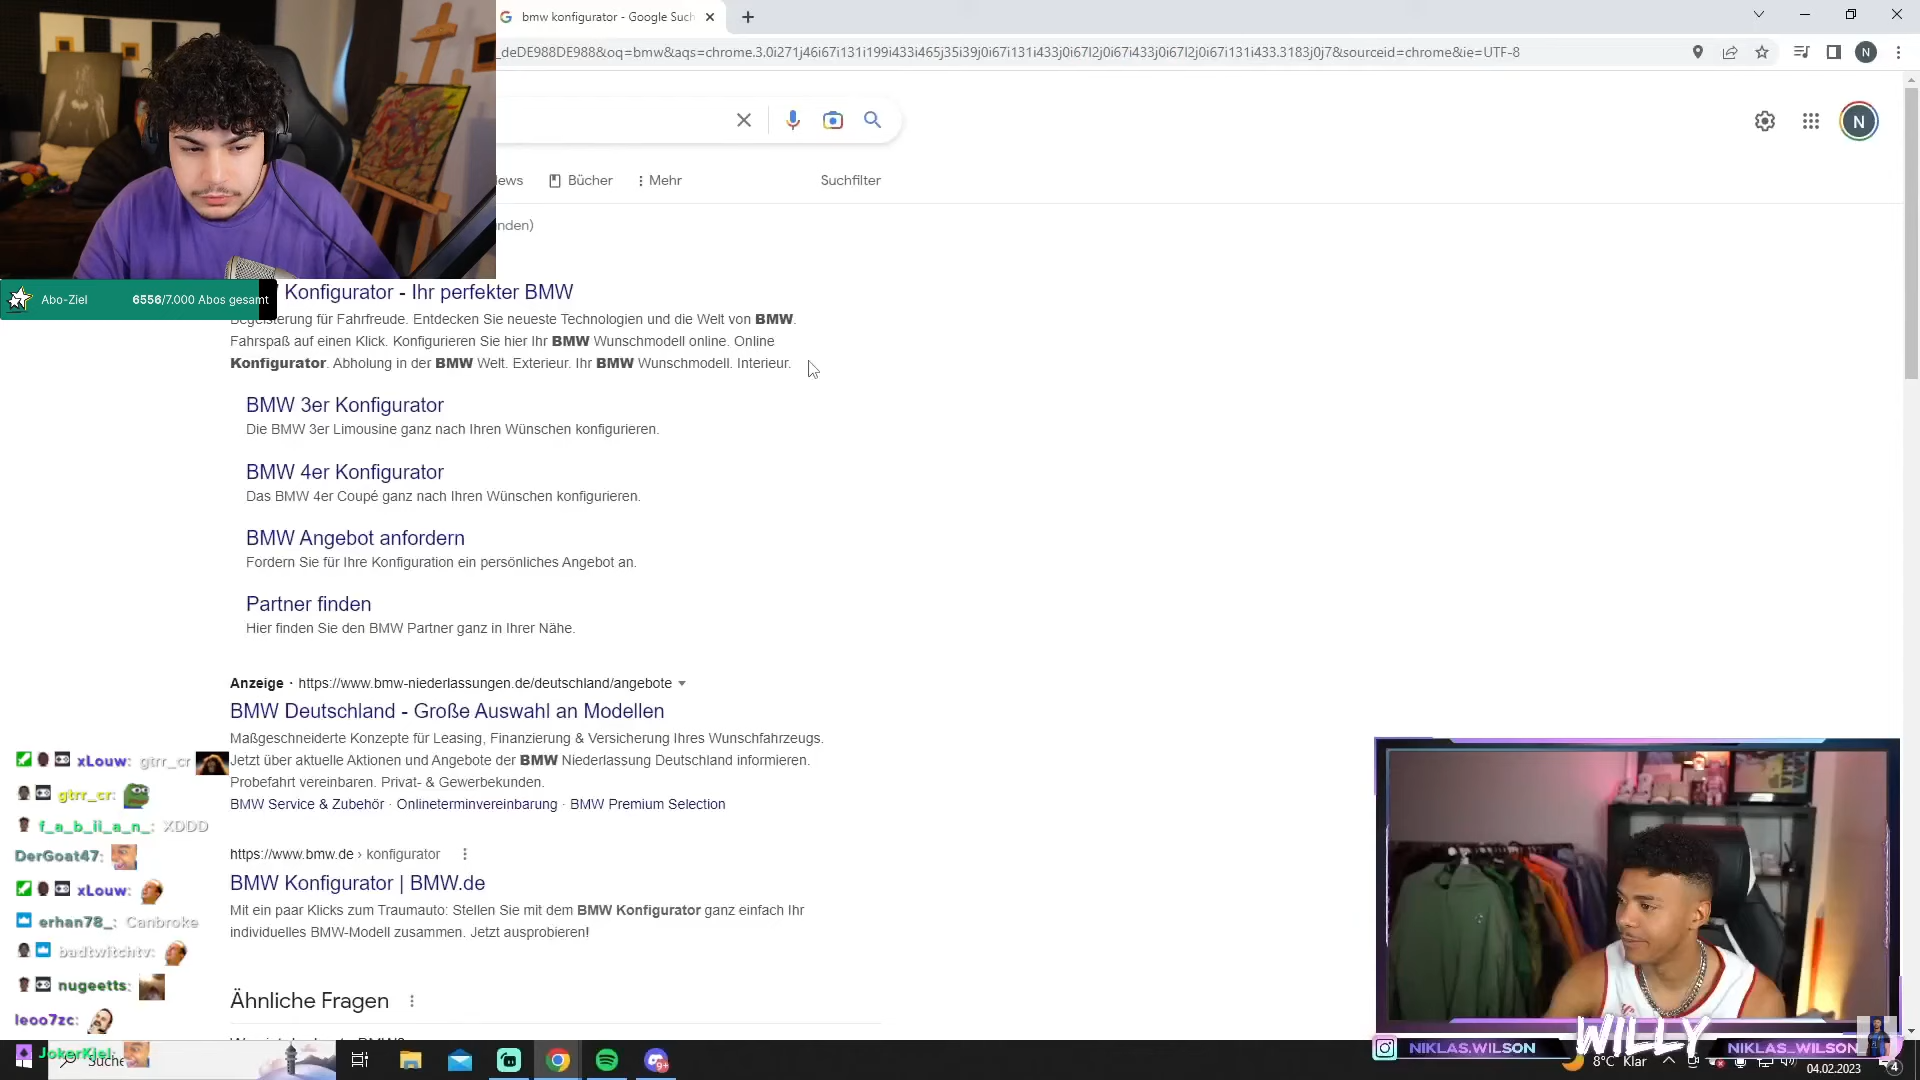 bmw konfigurator - Google Such
_deDE988DE988&oq=bmw&aqs=chrome.3.0i271j46i67i131i199i433i465j35i39j0i67i131i433j0i67l2j0i67i433j0i67l2j0i67i131i433.3183j0j7&sourceid=chrome&ie=UTF-8
N
N
ews
Bücher
Mehr
Suchfilter
nden)
Abo-Ziel 6556/7.000 Abos gesamt
Konfigurator - Ihr perfekter BMW
Begeisterung für Fahrfreude. Entdecken Sie neueste Technologien und die Welt von BMW.
Fahrspaß auf einen Klick. Konfigurieren Sie hier Ihr BMW Wunschmodell online. Online
Konfigurator. Abholung in der BMW Welt. Exterieur. Ihr BMW Wunschmodell. Interieur.
BMW 3er Konfigurator
Die BMW 3er Limousine ganz nach Ihren Wünschen konfigurieren.
BMW 4er Konfigurator
Das BMW 4er Coupé ganz nach Ihren Wünschen konfigurieren.
BMW Angebot anfordern
Fordern Sie für Ihre Konfiguration ein persönliches Angebot an.
Partner finden
Hier finden Sie den BMW Partner ganz in Ihrer Nähe.
Anzeige · https://www.bmw-niederlassungen.de/deutschland/angebote
BMW Deutschland - Große Auswahl an Modellen
Maßgeschneiderte Konzepte für Leasing, Finanzierung & Versicherung Ihres Wunschfahrzeugs.
Jetzt über aktuelle Aktionen und Angebote der BMW Niederlassung Deutschland informieren.
Probefahrt vereinbaren. Privat- & Gewerbekunden.
BMW Service & Zubehör · Onlineterminvereinbarung · BMW Premium Selection
https://www.bmw.de › konfigurator
BMW Konfigurator | BMW.de
Mit ein paar Klicks zum Traumauto: Stellen Sie mit dem BMW Konfigurator ganz einfach Ihr
individuelles BMW-Modell zusammen. Jetzt ausprobieren!
Ähnliche Fragen
xLouw: gtrr_cr
gtrr_cr:
f_a_b_ii_a_n_: XDDD
DerGoat47:
xLouw:
erhan78_: Canbroke
badtwitchtv:
nugeetts:
leoo7zc:
JokerKiel:
Suche
9+
WILLY
NIKLAS.WILSON
NIKLAS_WILSON
8°C Klar
04.02.2023
4